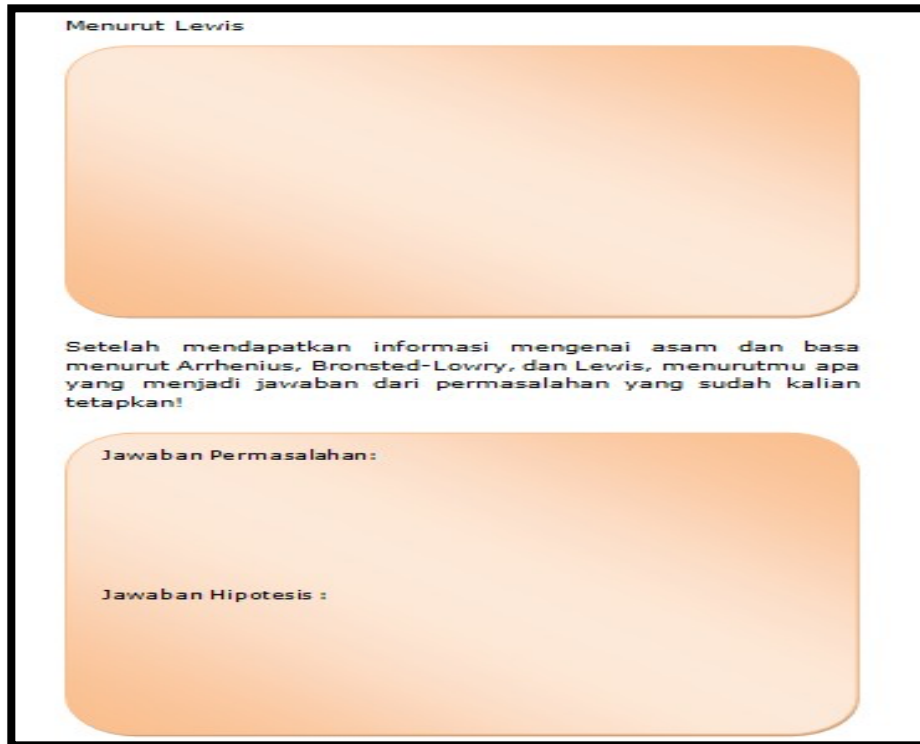 Menurut Lewis
Setelah mendapatkan informasi mengenai asam dan basa
menurut Arrhenius, Bronsted-Lowry, dan Lewis, menurutmu apa
yang menjadi jawaban dari permasalahan yang sudah kalian
tetapkan!
Jawaban Permasalahan:
Jawaban Hipotesis :